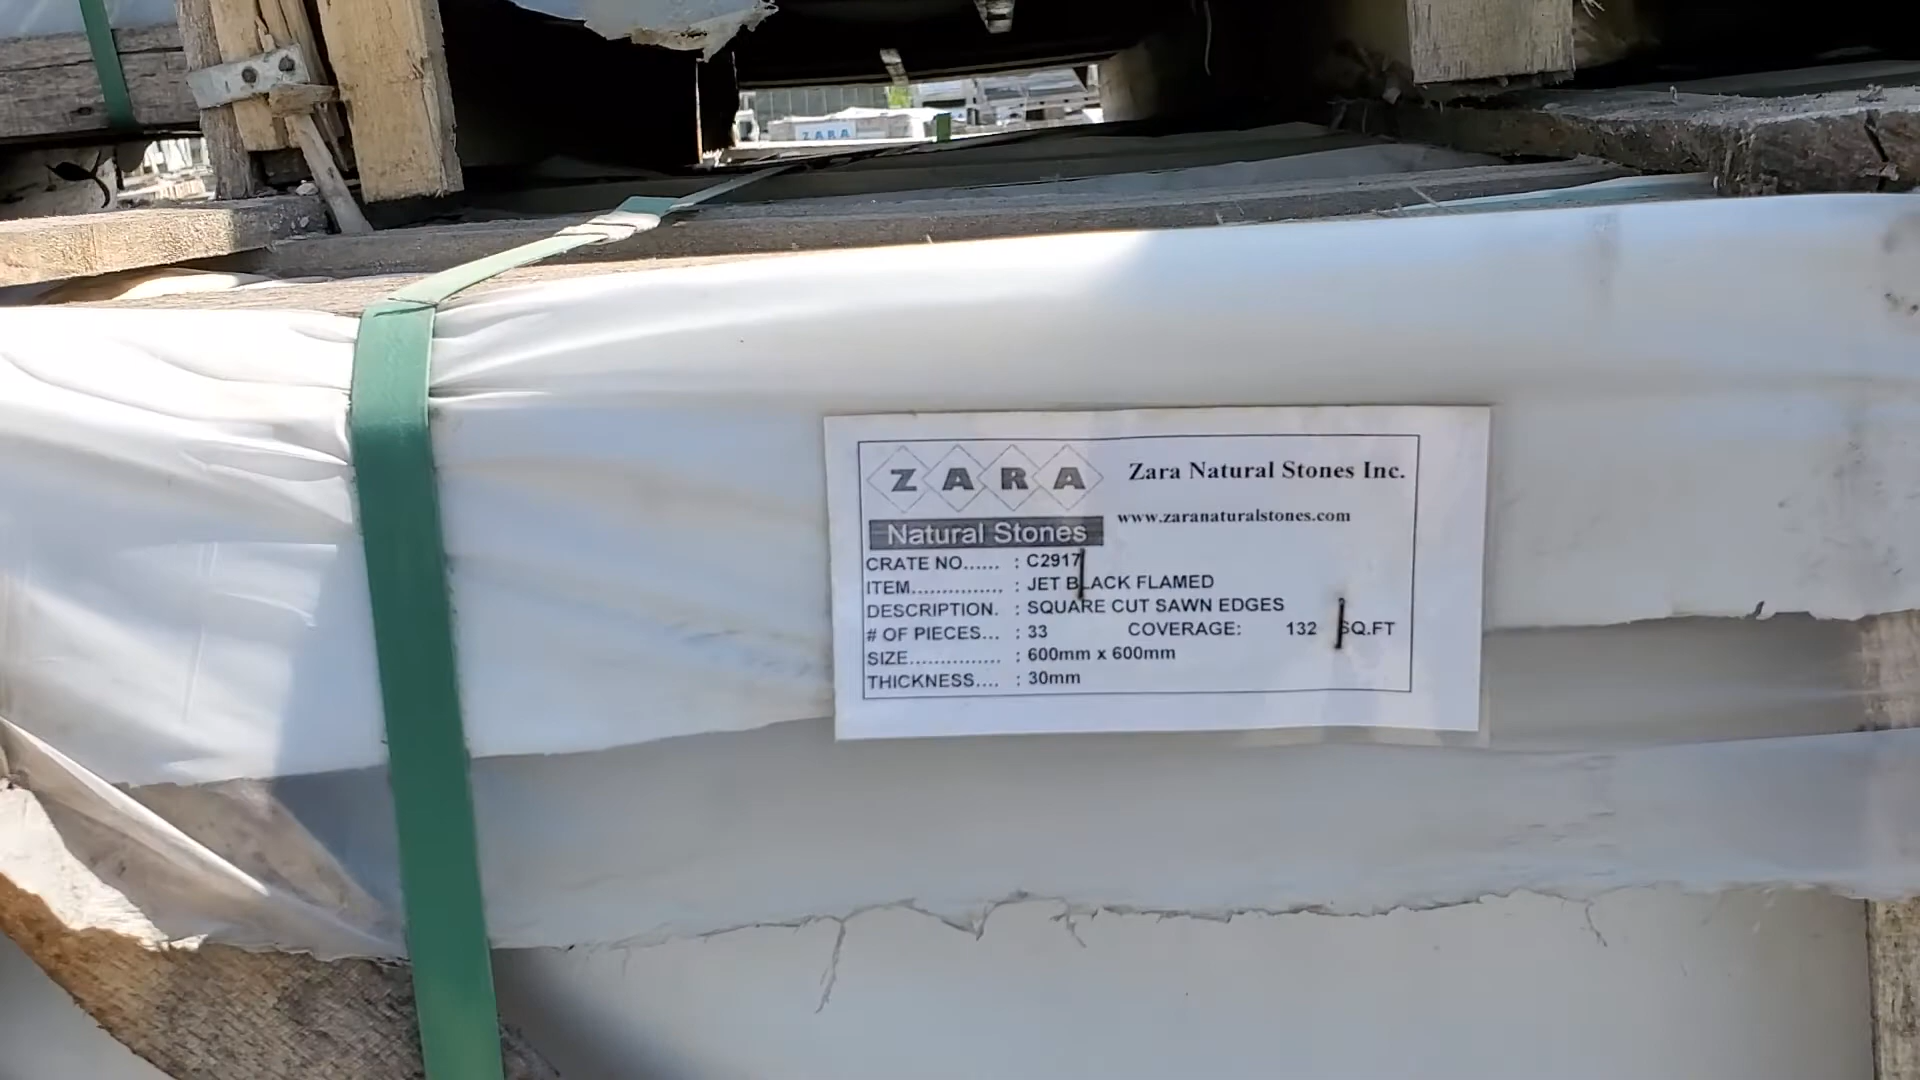 ZARA
ZARA
Zara Natural Stones Inc.
Natural Stones
www.zaranaturalstones.com
CRATE NO...... : C2917
ITEM............... : JET BLACK FLAMED
DESCRIPTION. : SQUARE CUT SAWN EDGES
# OF PIECES... : 33 COVERAGE: 132 SQ.FT
SIZE............... : 600mm x 600mm
THICKNESS.... : 30mm